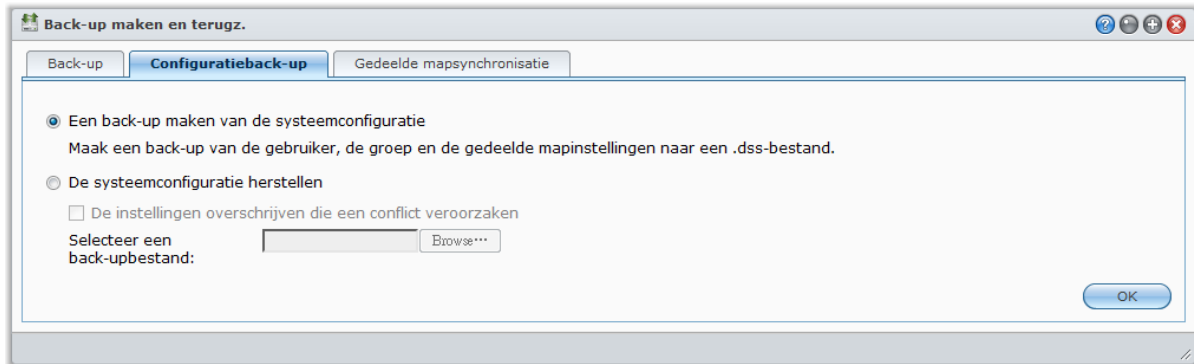 Back-up maken en terugz.
Back-up Configuratieback-up Gedeelde mapsynchronisatie
Een back-up maken van de systeemconfiguratie
Maak een back-up van de gebruiker, de groep en de gedeelde mapinstellingen naar een .dss-bestand.
De systeemconfiguratie herstellen
De instellingen overschrijven die een conflict veroorzaken
Selecteer een
back-upbestand:
Browse...
OK